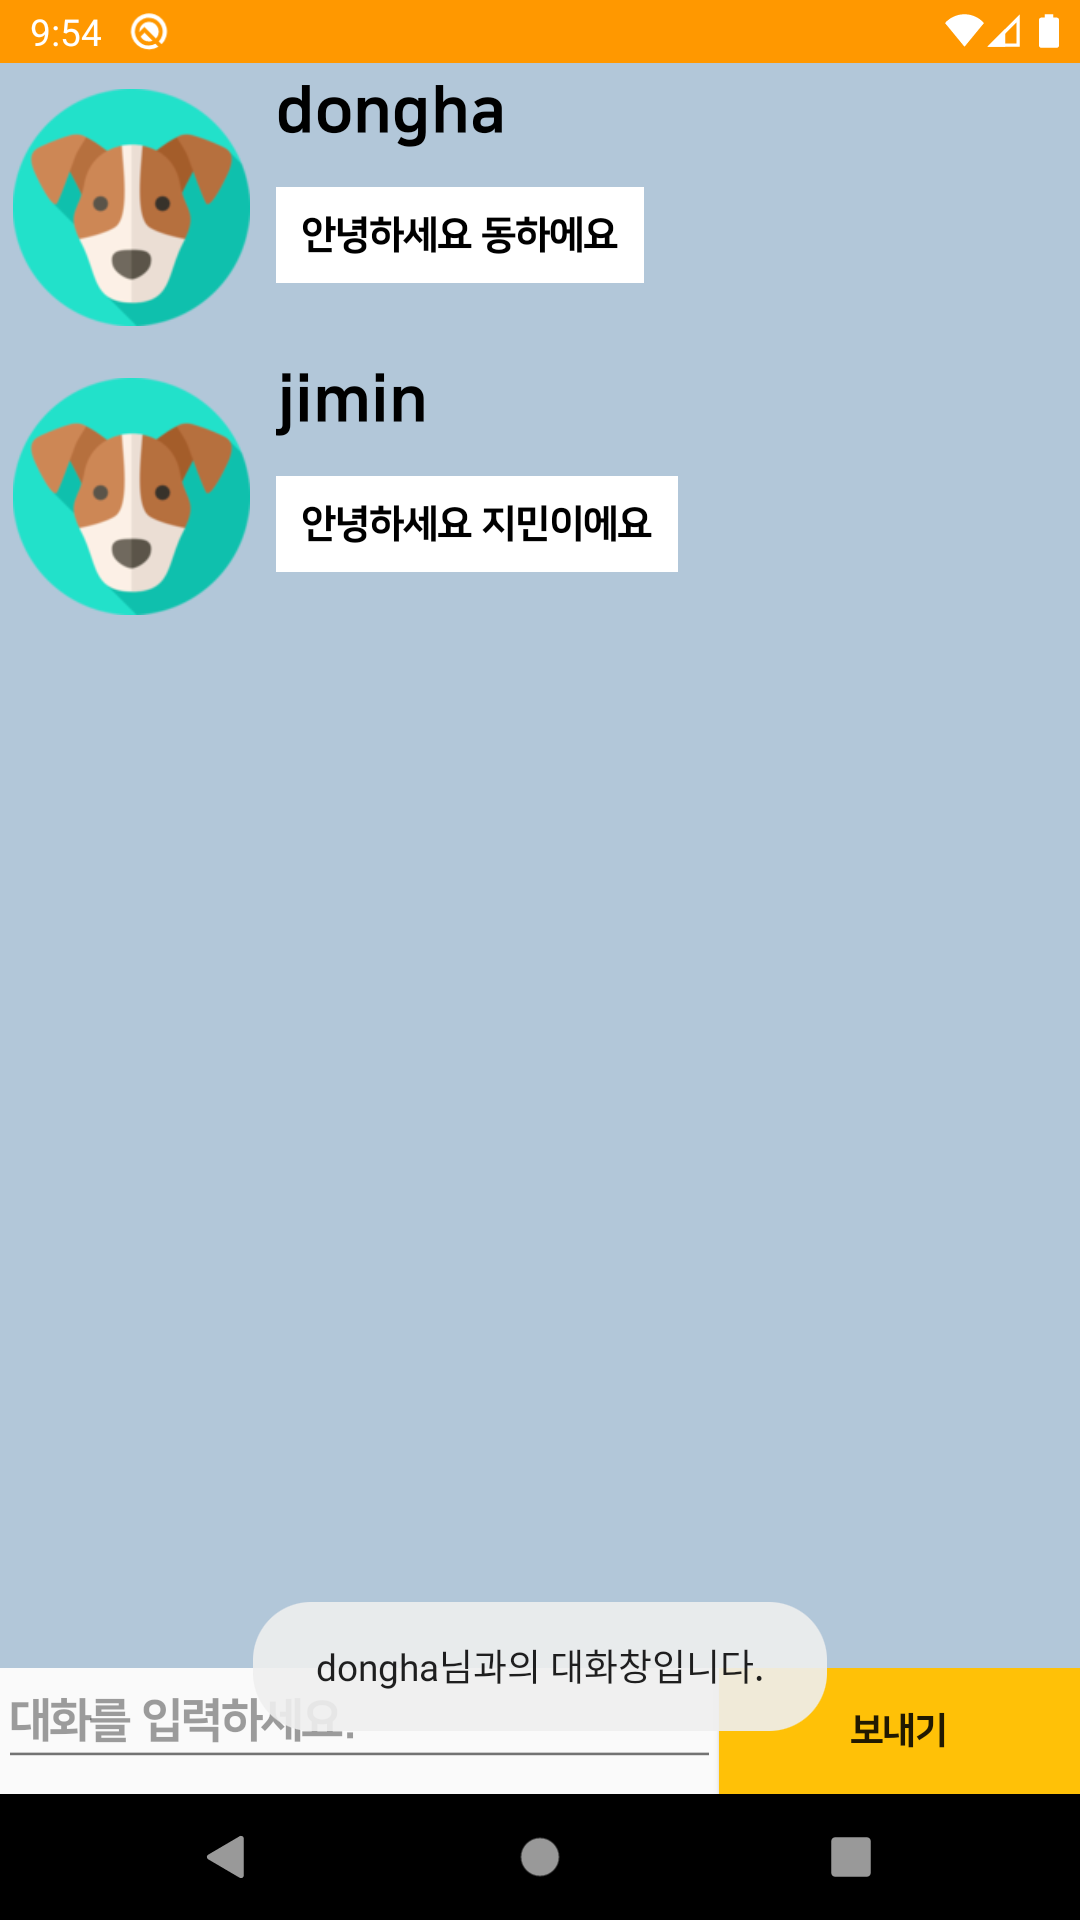 9:54
dongha
안녕하세요 동하에요
jimin
안녕하세요 지민이에요
dongha님과의 대화창입니다.
대화를 입력하세요.
보내기